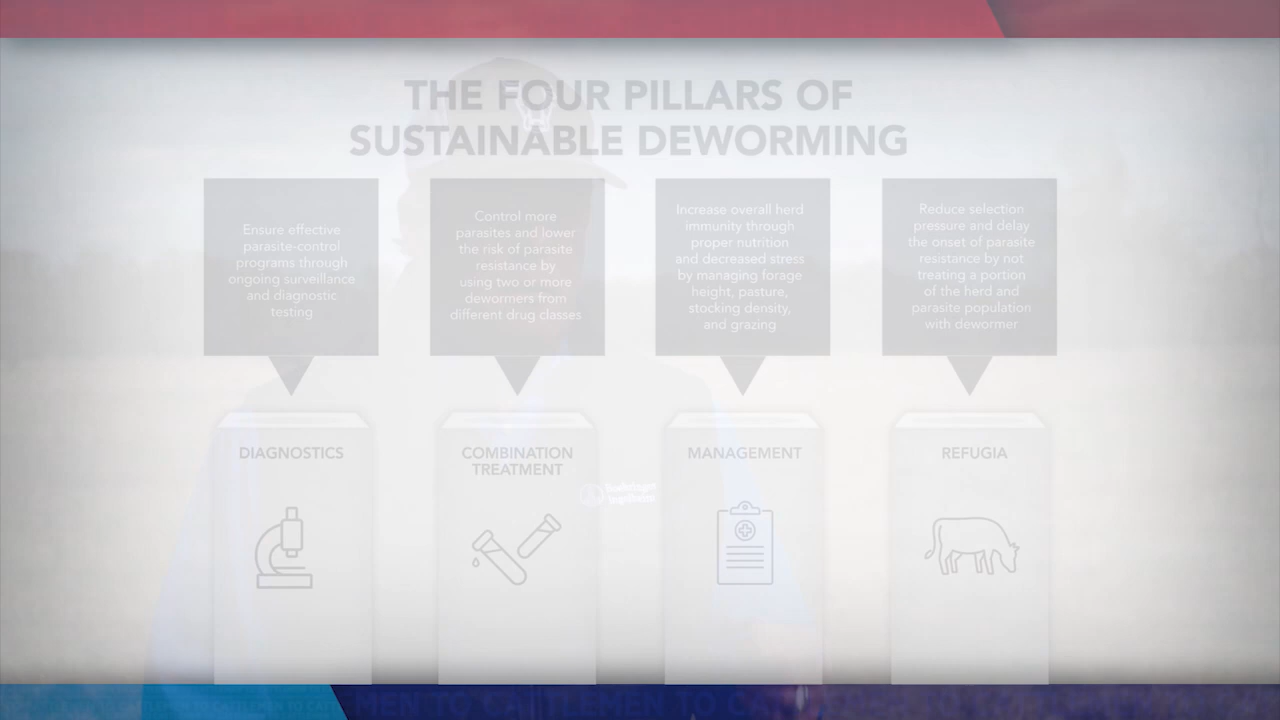 THE FOUR PILLARS OF
SUSTAINABLE DEWORMING
Ensure effective
parasite-control
programs through
ongoing surveillance
and diagnostic
testing
Control more
parasites and lower
the risk of parasite
resistance by
using two or more
dewormers from
different drug classes
Increase overall herd
immunity through
proper nutrition
and decreased stress
by managing forage
height, pasture,
stocking density,
and grazing
Reduce selection
pressure and delay
the onset of parasite
resistance by not
treating a portion
of the herd and
parasite population
with dewormer
DIAGNOSTICS
COMBINATION
TREATMENT
MANAGEMENT
REFUGIA
Boehringer
Ingelheim